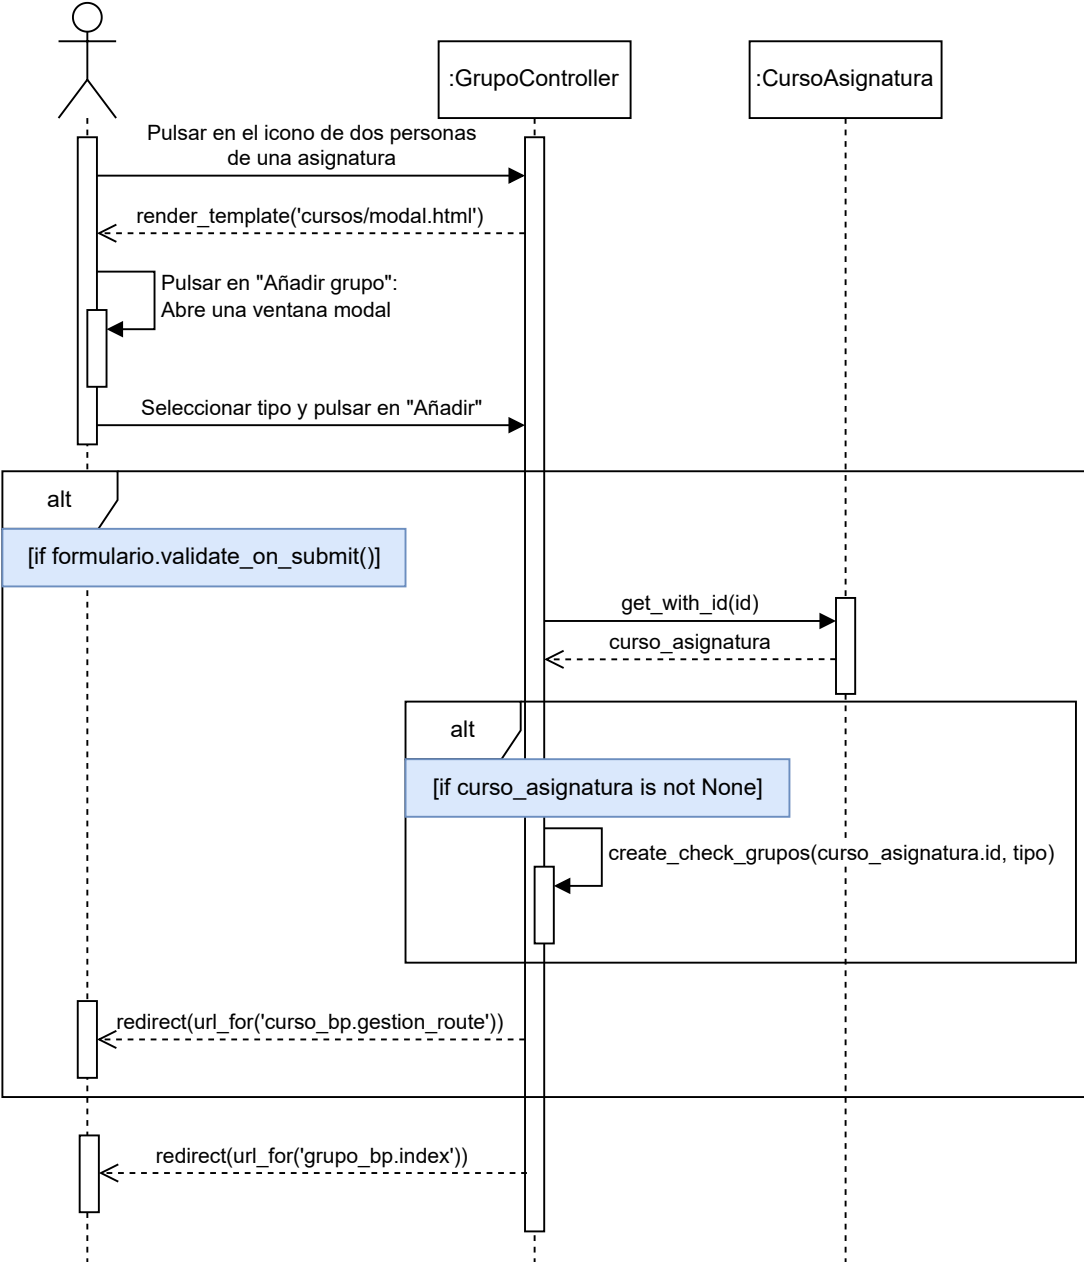 :GrupoController
:CursoAsignatura
Pulsar en el icono de dos personas
de una asignatura
render_template('cursos/modal.html')
Pulsar en "Añadir grupo":
Abre una ventana modal
Seleccionar tipo y pulsar en "Añadir"
alt
[if formulario.validate_on_submit()]
get_with_id(id)
curso_asignatura
alt
[if curso_asignatura is not None]
create_check_grupos(curso_asignatura.id, tipo)
redirect(url_for('curso_bp.gestion_route'))
redirect(url_for('grupo_bp.index'))